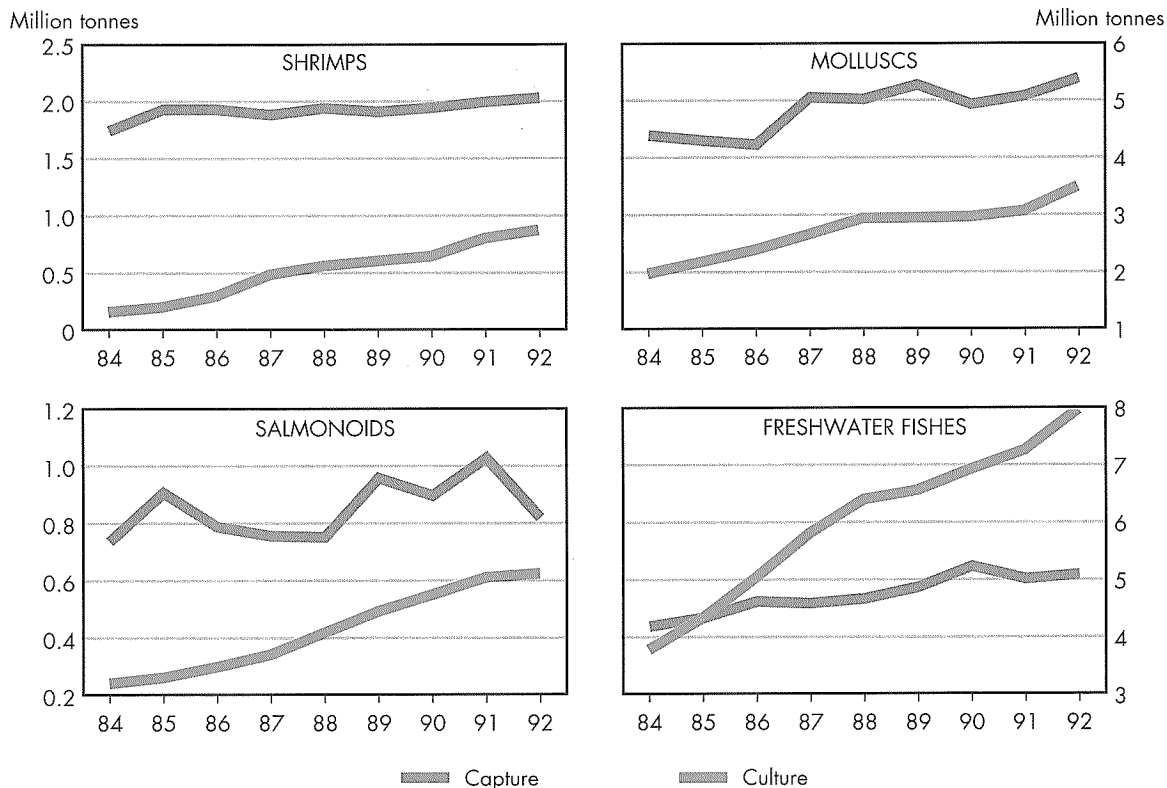 Million tonnes
Million tonnes
SHRIMPS
2.5
2.0
1.5
1.0
0.5
0
84 85 86 87 88 89 90 91 92
MOLLUSCS
6
5
4
3
2
1
84 85 86 87 88 89 90 91 92
SALMONOIDS
1.2
1.0
0.8
0.6
0.4
0.2
84 85 86 87 88 89 90 91 92
FRESHWATER FISHES
8
7
6
5
4
3
84 85 86 87 88 89 90 91 92
Capture
Culture